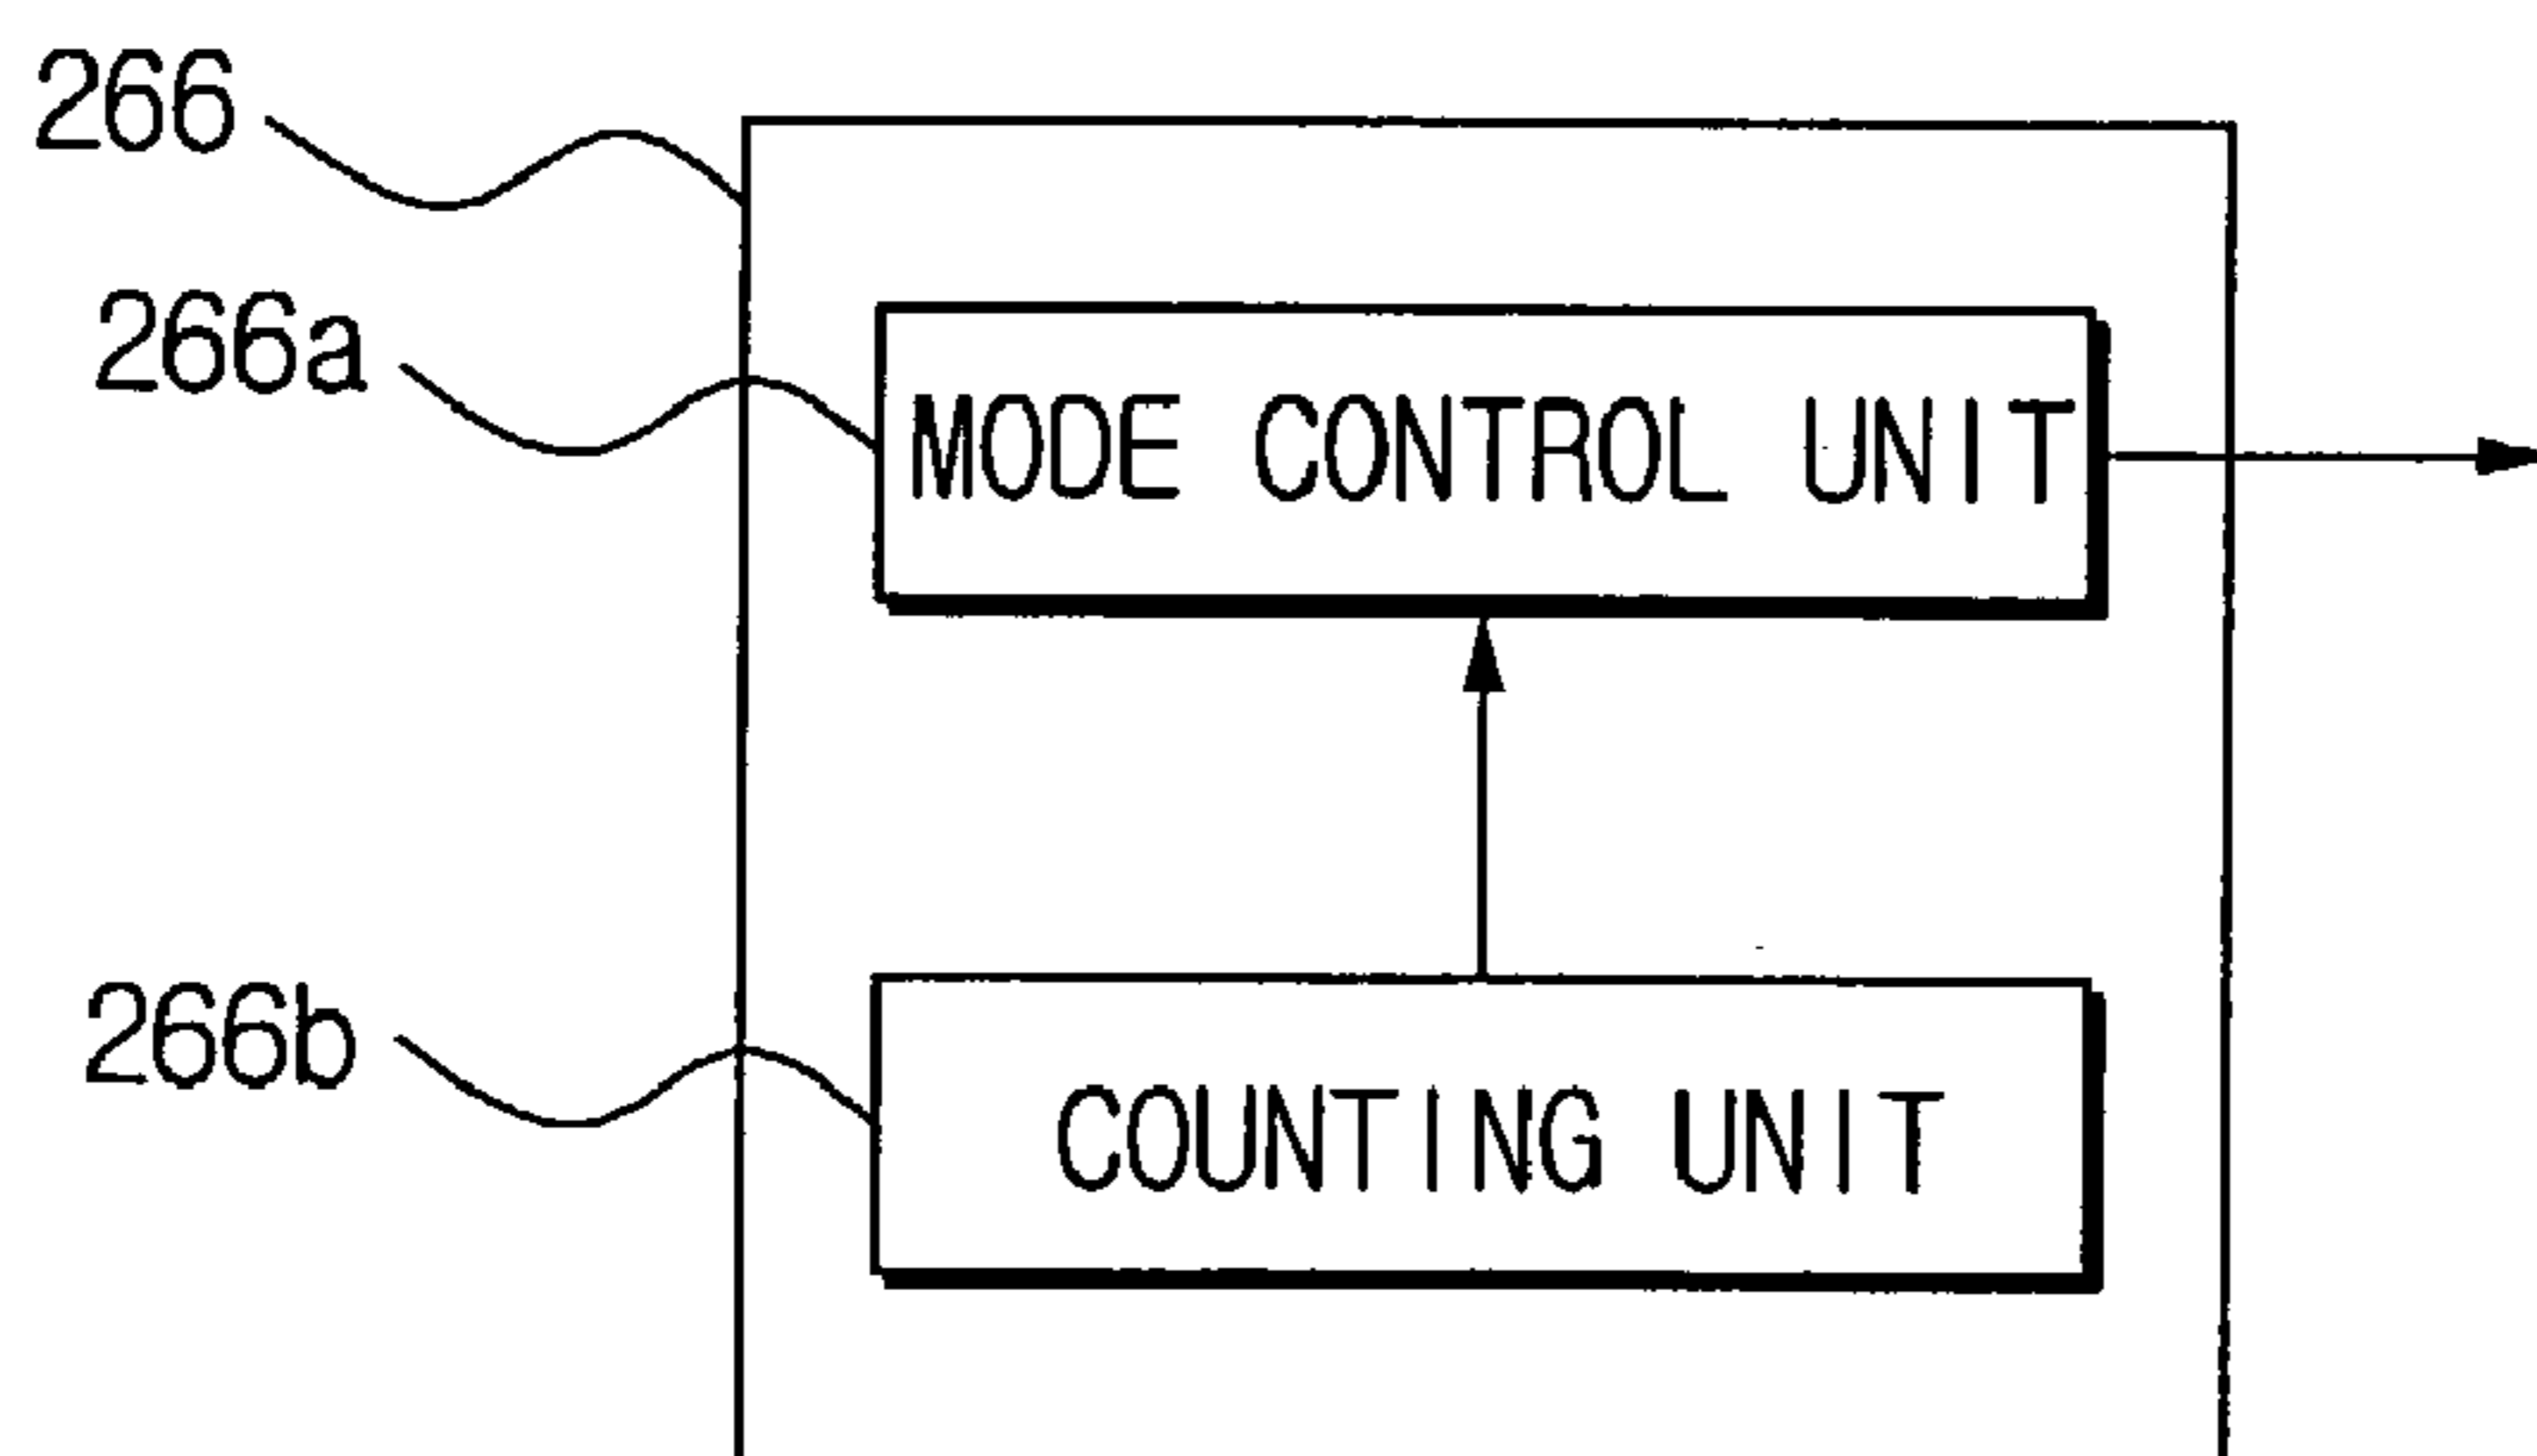 266
266a
MODE CONTROL UNIT
266b
COUNTING UNIT